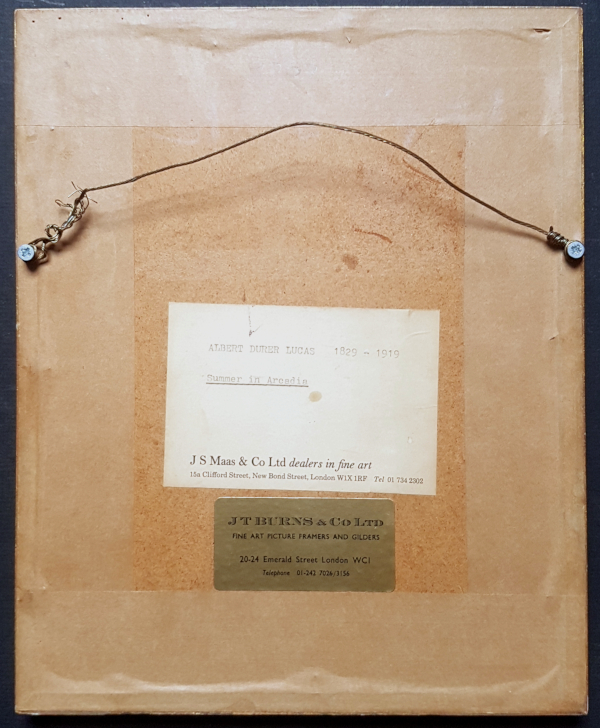 ALBERT DURER LUCAS 1829 - 1919
Summer in Arcadia
J S Maas & Co Ltd dealers in fine art
15a Clifford Street, New Bond Street, London W1X 1RF Tel 01 734 2302
J T BURNS & CO LTD
FINE ART PICTURE FRAMERS AND GILDERS
20-24 Emerald Street London WC1
Telephone 01-242 7026/3156